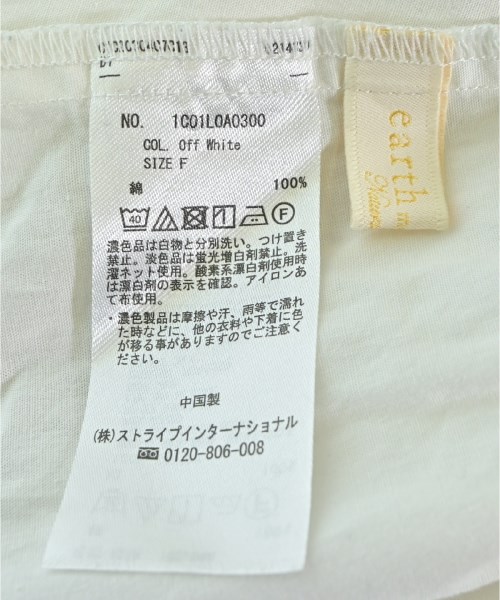 NO. 1C01L0A0300
COL. Off White
SIZE F
綿 100%
40
濃色品は白物と分別洗い。つけ置き
禁止。淡色品は蛍光増白剤禁止。洗
濯ネット使用。酸素系漂白剤使用時
は漂白剤の表示を確認。アイロンあ
て布使用。
・濃色製品は摩擦や汗、雨等で濡れ
た時などに、他の衣料や下着に色
が移る事がありますのでご注意く
ださい。
中国製
(株)ストライプインターナショナル
0120-806-008
earth